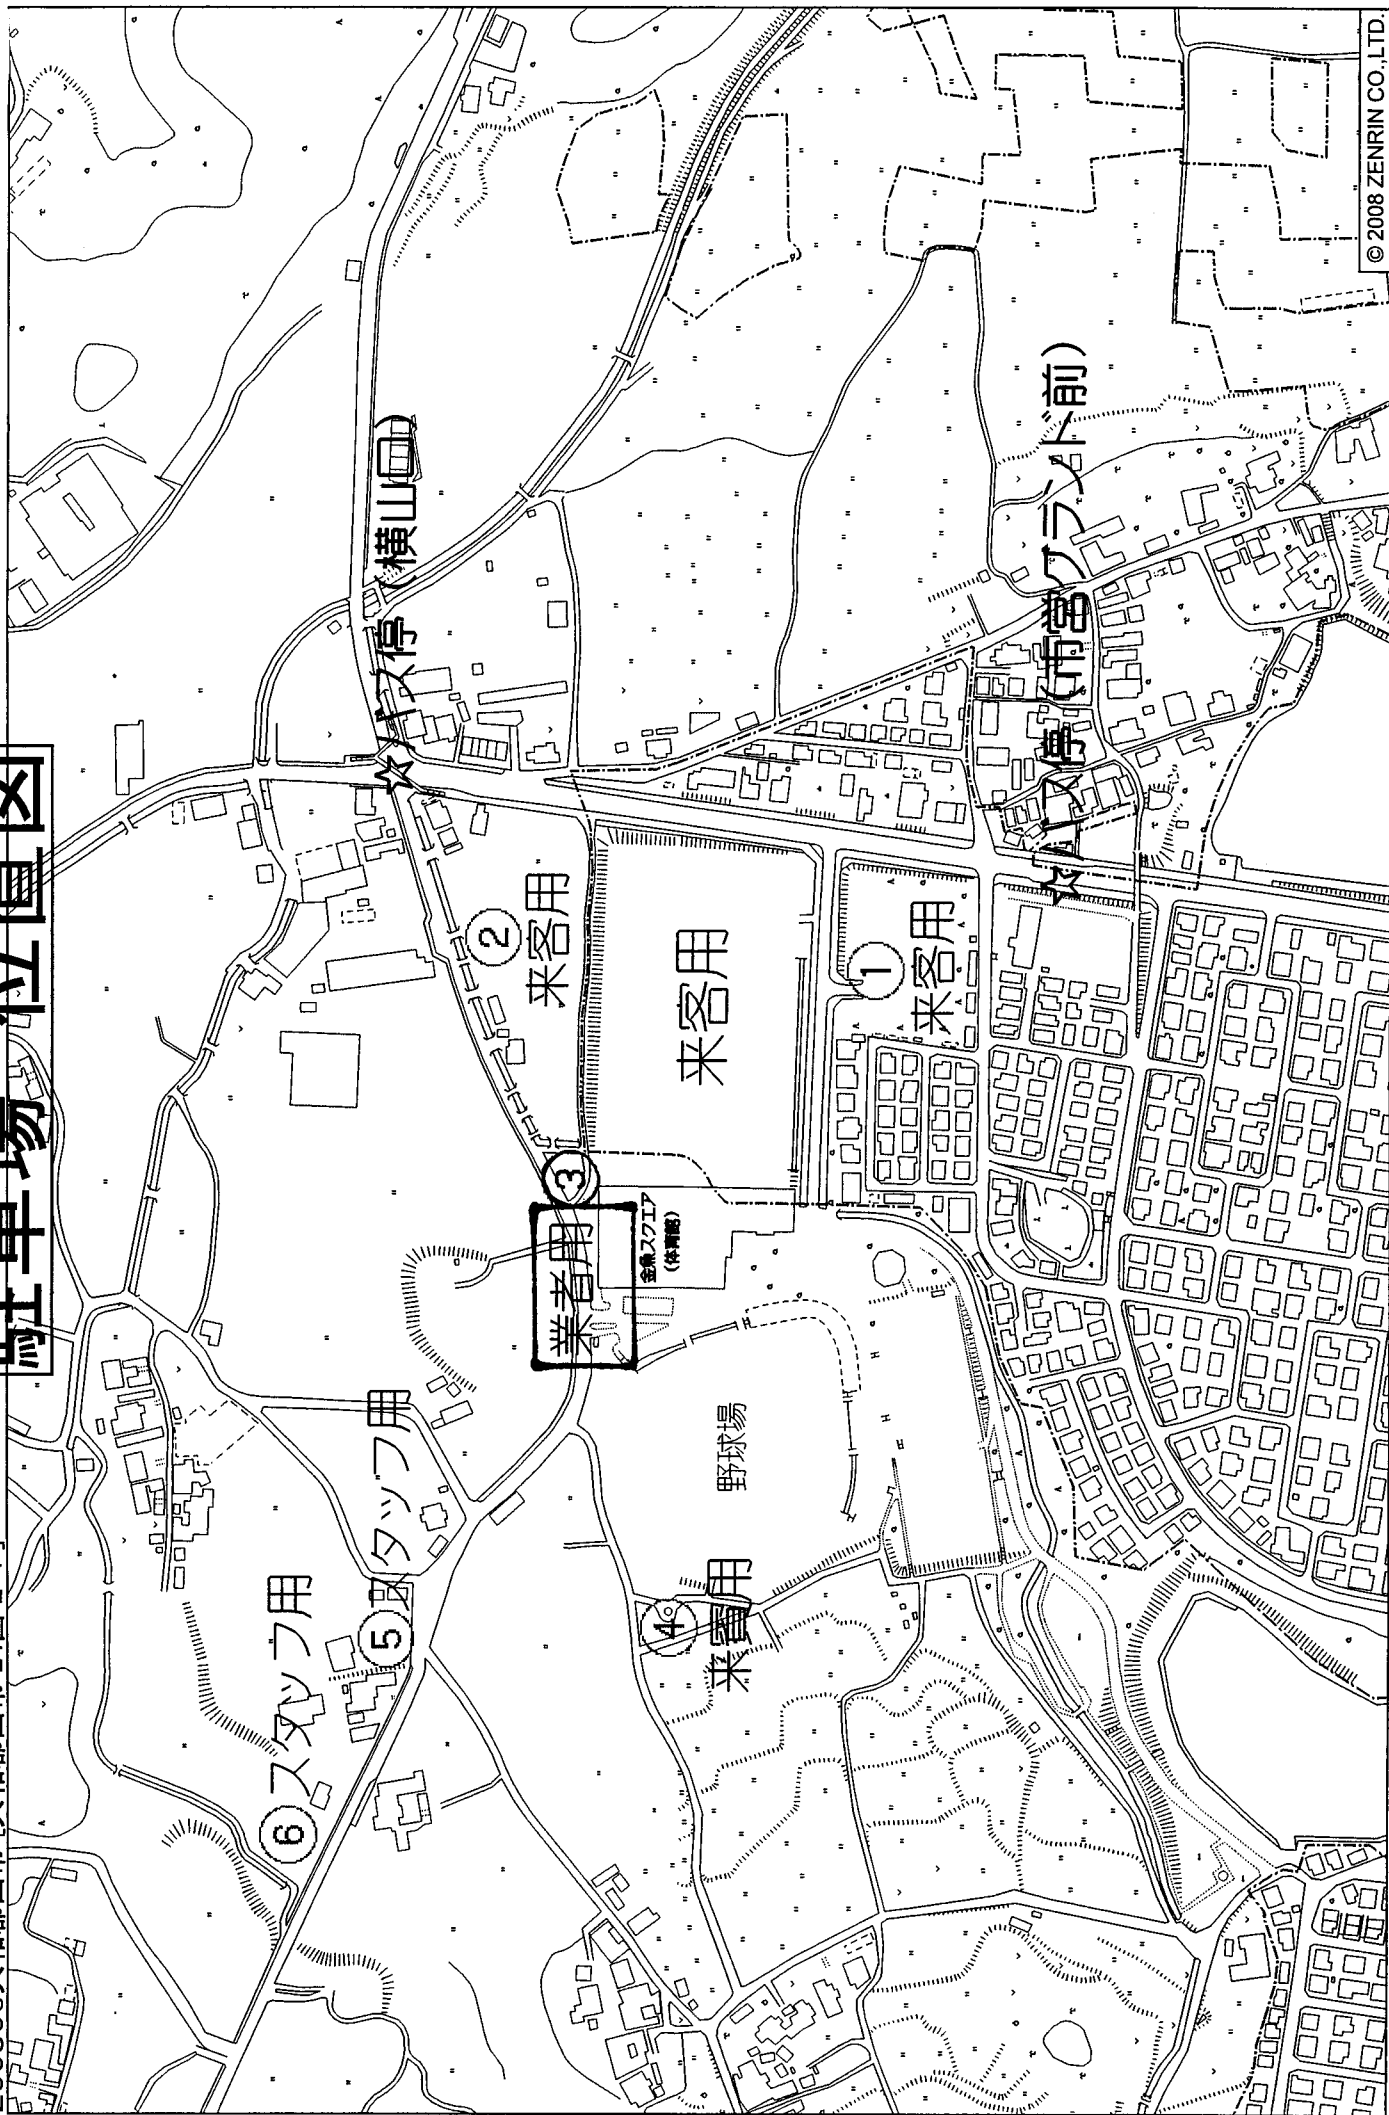 駐車場位置図
⑥スタッフ用
⑤スタッフ用
バス停（横山口）
②
来客用
③
業者用
金魚スクエア
（体育館）
来客用
④
来賓用
野球場
①
来客用
バス停（市営グランド前）
© 2008 ZENRIN CO.,LTD.